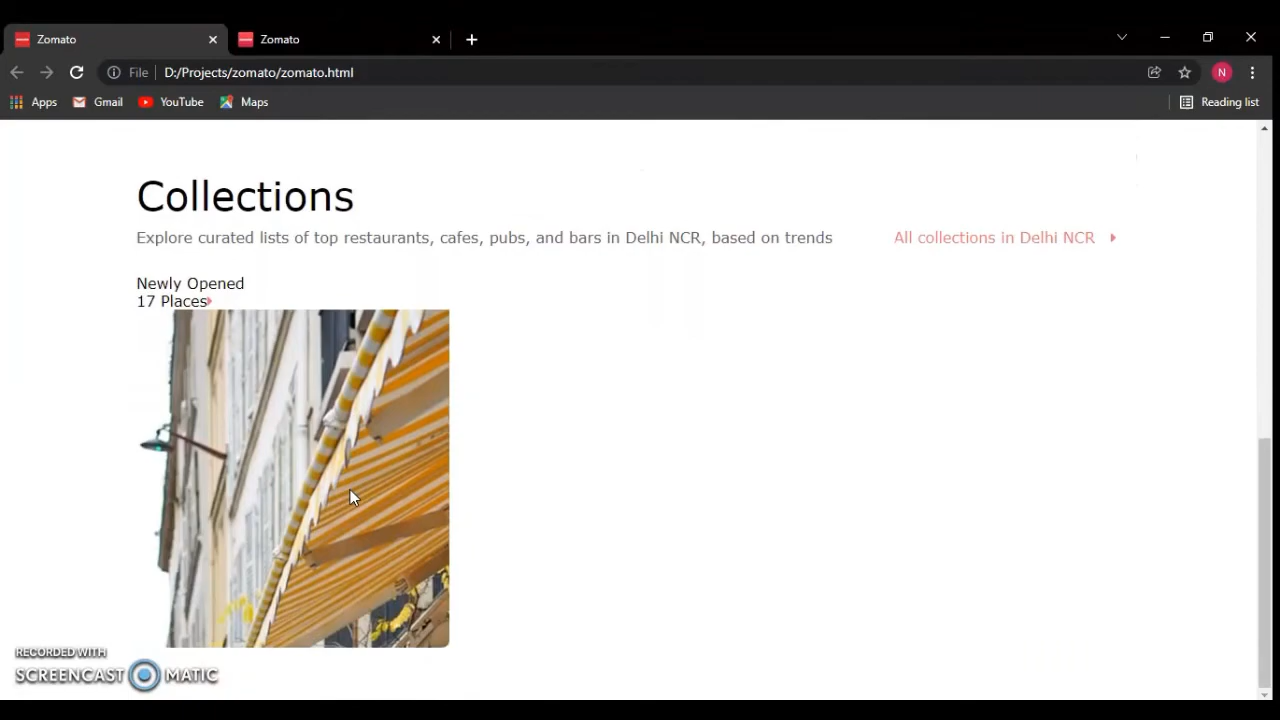 Zomato
Zomato
File
D:/Projects/zomato/zomato.html
N
Apps
Gmail
YouTube
Maps
Reading list
Collections
Explore curated lists of top restaurants, cafes, pubs, and bars in Delhi NCR, based on trends
All collections in Delhi NCR
Newly Opened
17 Places
RECORDED WITH
SCREENCAST MATIC